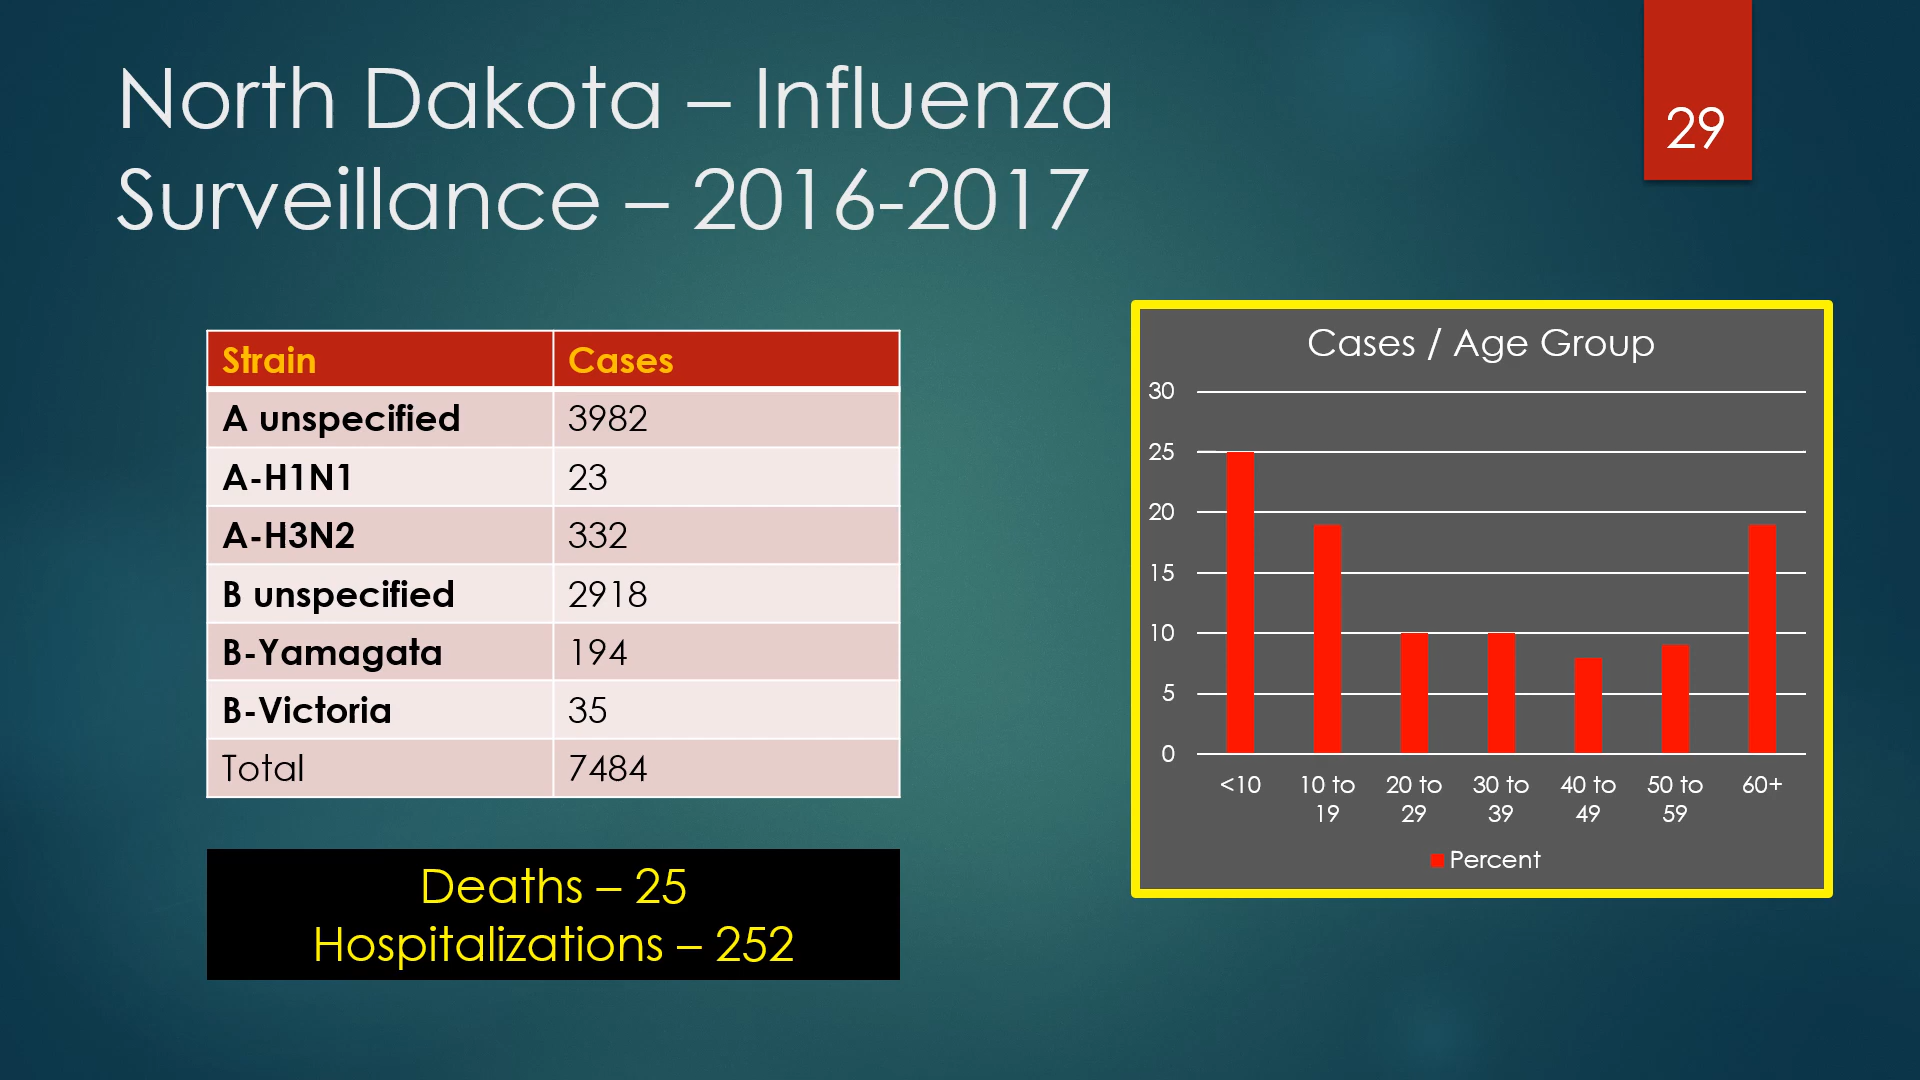 North Dakota – Influenza
Surveillance – 2016-2017
29
Strain Cases
A unspecified 3982
A-H1N1 23
A-H3N2 332
B unspecified 2918
B-Yamagata 194
B-Victoria 35
Total 7484
Deaths – 25
Hospitalizations – 252
Cases / Age Group
30
25
20
15
10
5
0
<10 10 to 19 20 to 29 30 to 39 40 to 49 50 to 59 60+
Percent